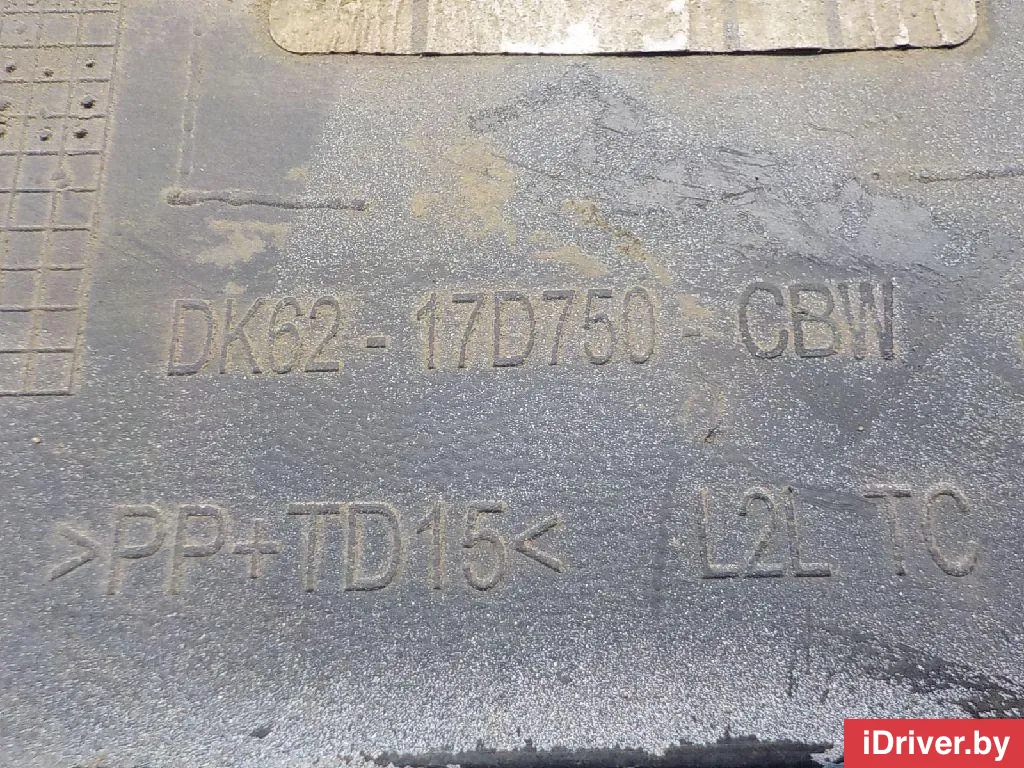 DK62-17D750-CBW
>PP+TD15< L2L TC
iDriver.by